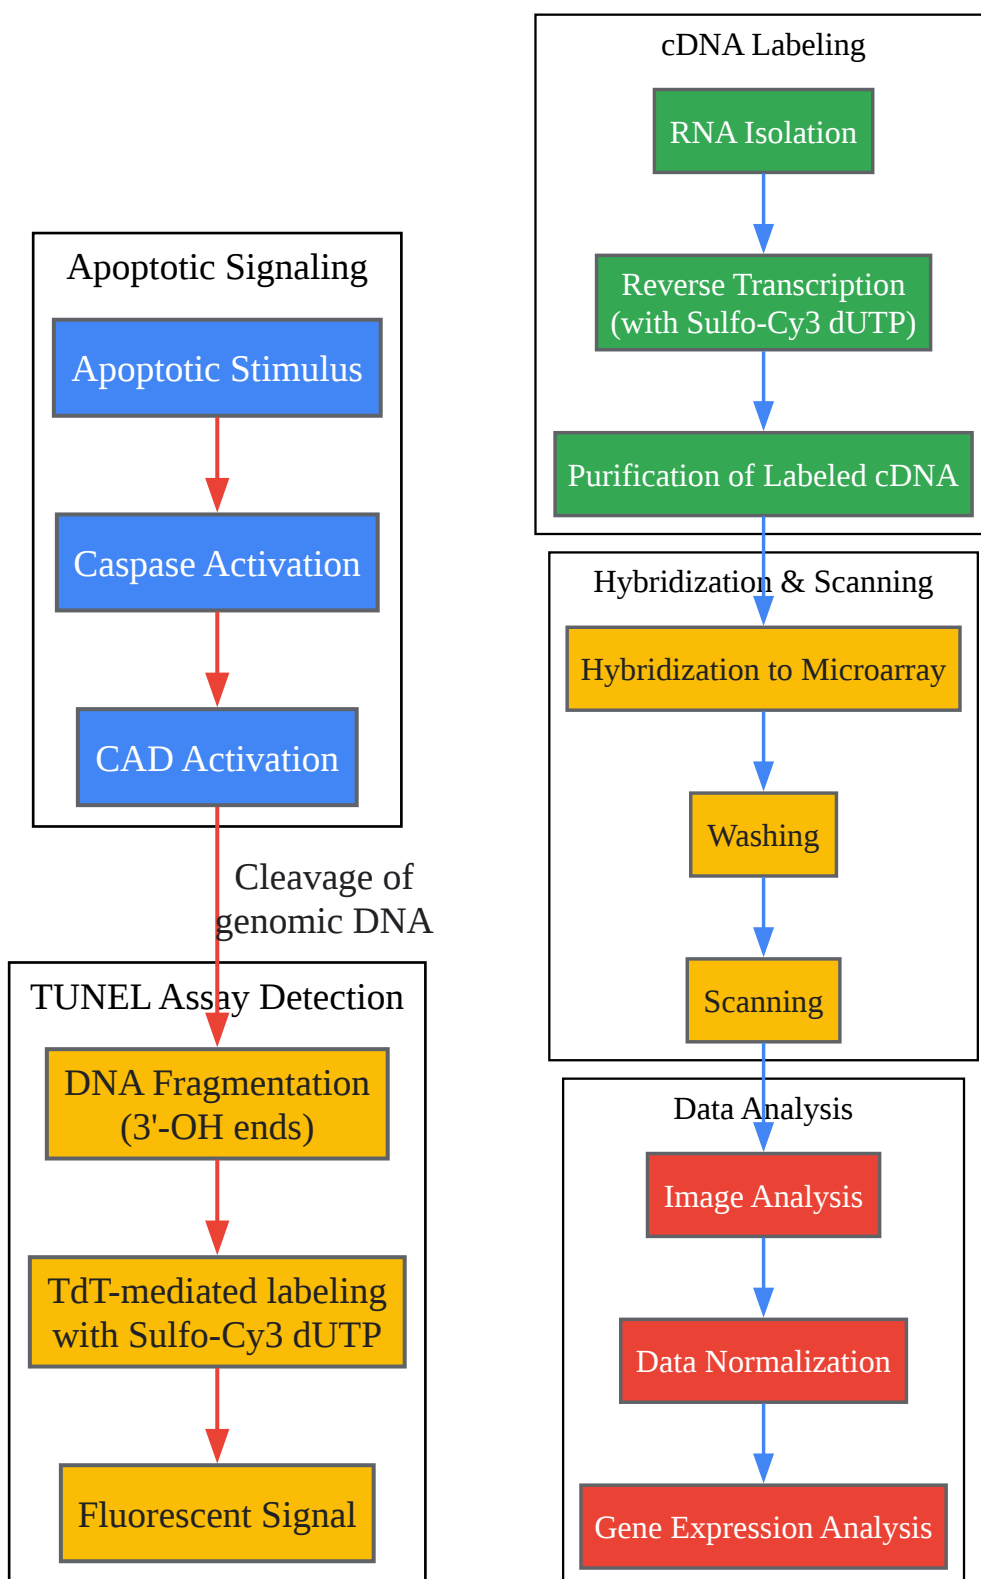 Apoptotic Signaling
Apoptotic Stimulus
Caspase Activation
CAD Activation
Cleavage of
genomic DNA
TUNEL Assay Detection
DNA Fragmentation
(3'-OH ends)
TdT-mediated labeling
with Sulfo-Cy3 dUTP
Fluorescent Signal
cDNA Labeling
RNA Isolation
Reverse Transcription
(with Sulfo-Cy3 dUTP)
Purification of Labeled cDNA
Hybridization & Scanning
Hybridization to Microarray
Washing
Scanning
Data Analysis
Image Analysis
Data Normalization
Gene Expression Analysis